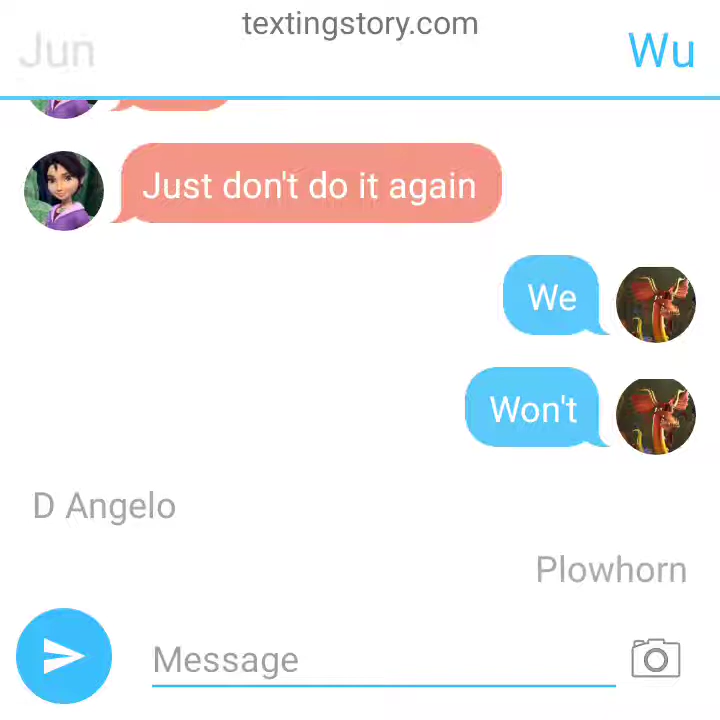 textingstory.com
Jun
Wu
Just don't do it again
We
Won't
D Angelo
Plowhorn
Message